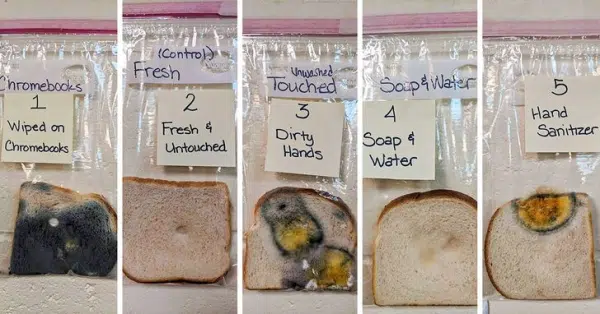 Chromebooks
1
Wiped on
Chromebooks
(Control)
Fresh
2
Fresh &
Untouched
Unwashed
Touched
3
Dirty
Hands
Soap & Water
4
Soap &
Water
5
Hand
Sanitzer